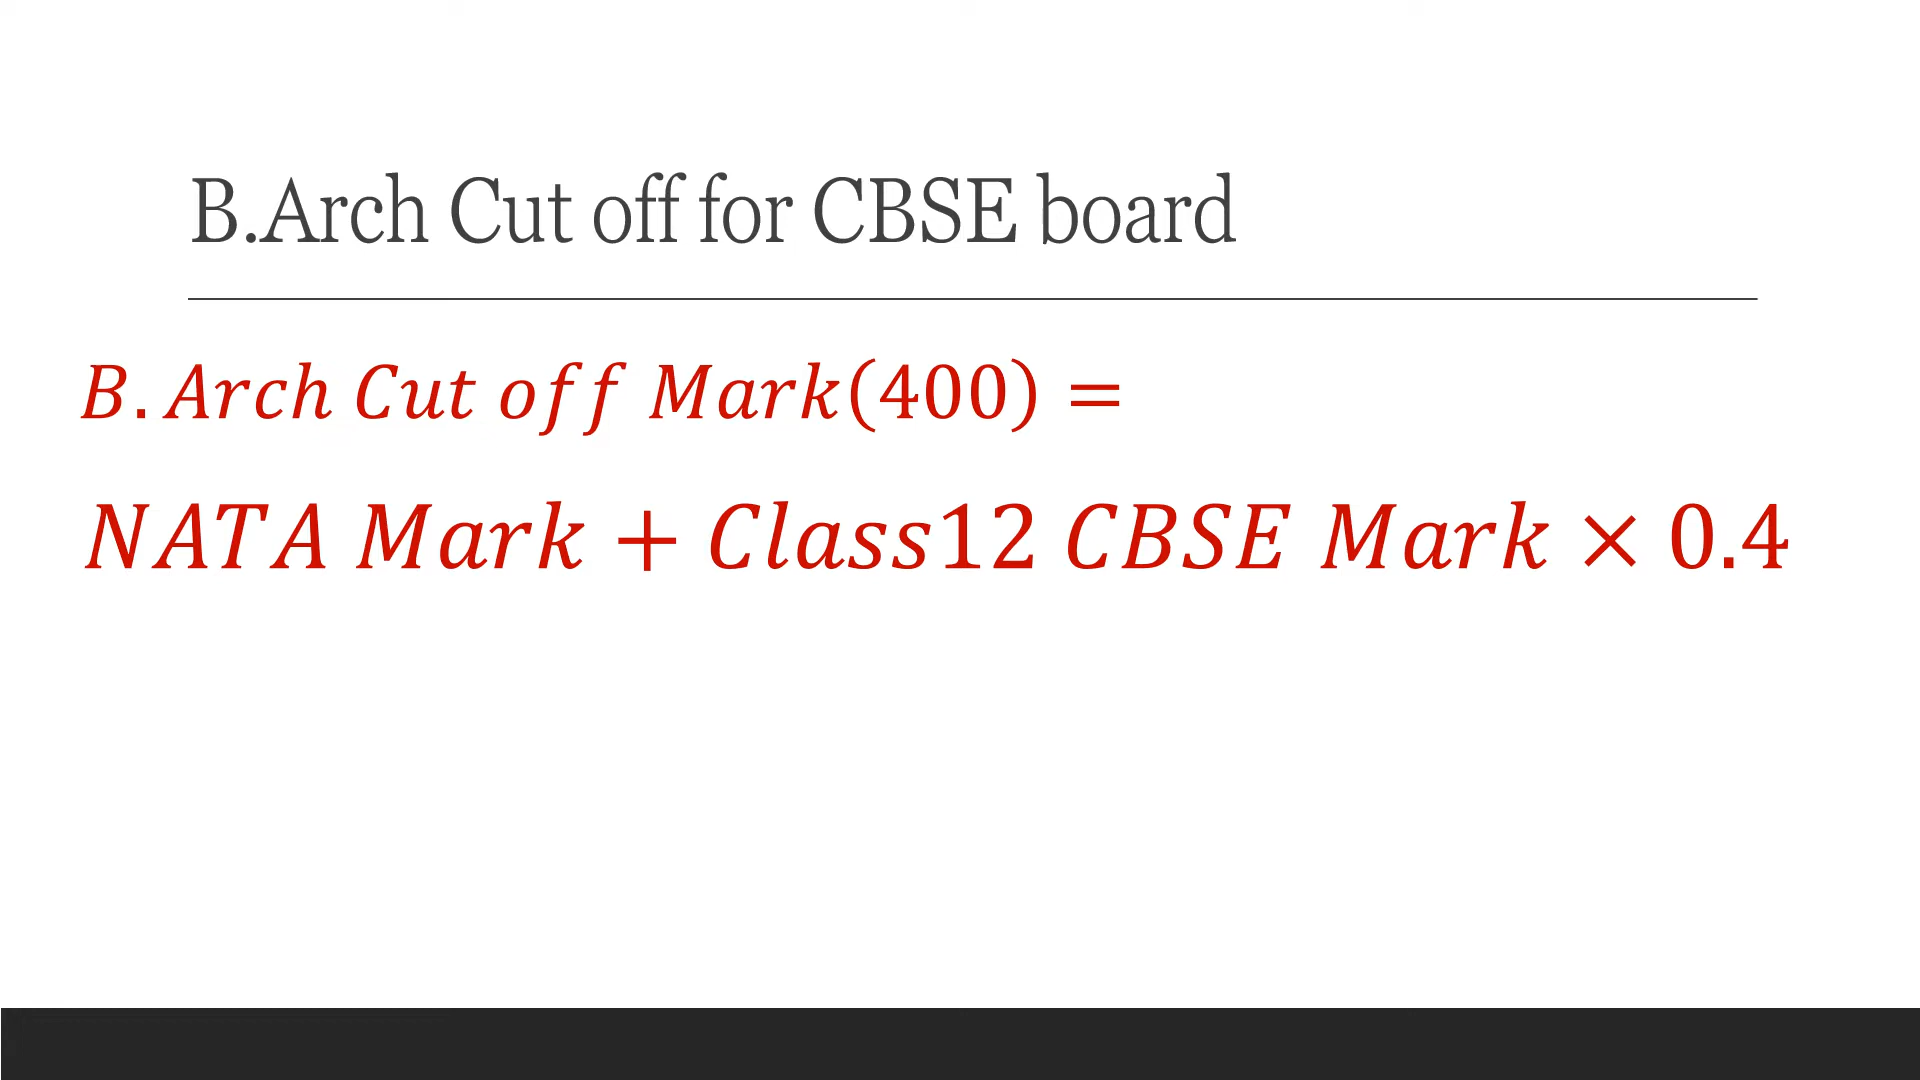 B.Arch Cut off for CBSE board
B. Arch Cut off Mark(400) =
NATA Mark + Class12 CBSE Mark × 0.4